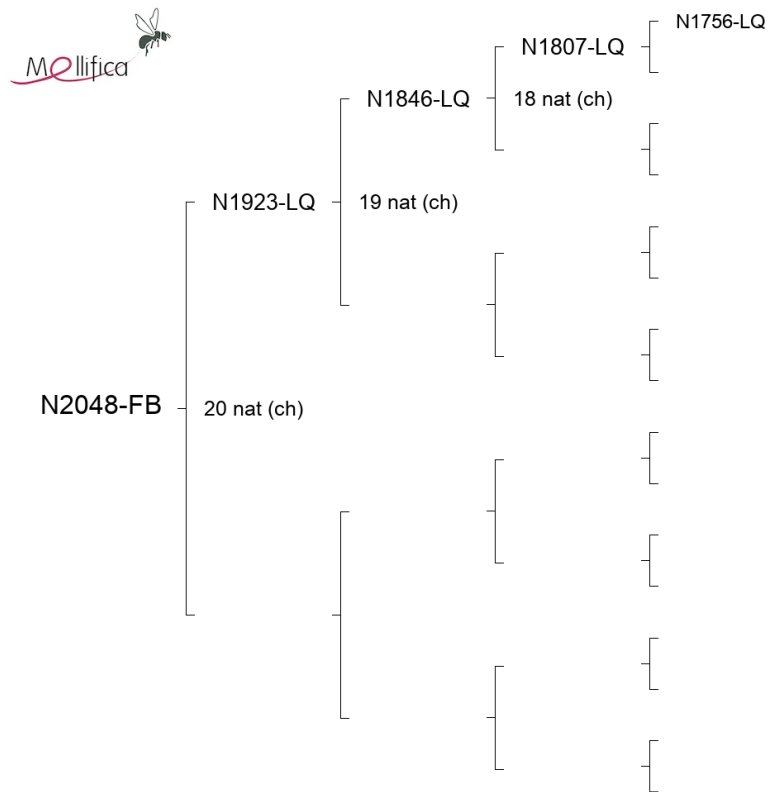 Mellifica
N1756-LQ
N1807-LQ
N1846-LQ
18 nat (ch)
N1923-LQ
19 nat (ch)
N2048-FB
20 nat (ch)